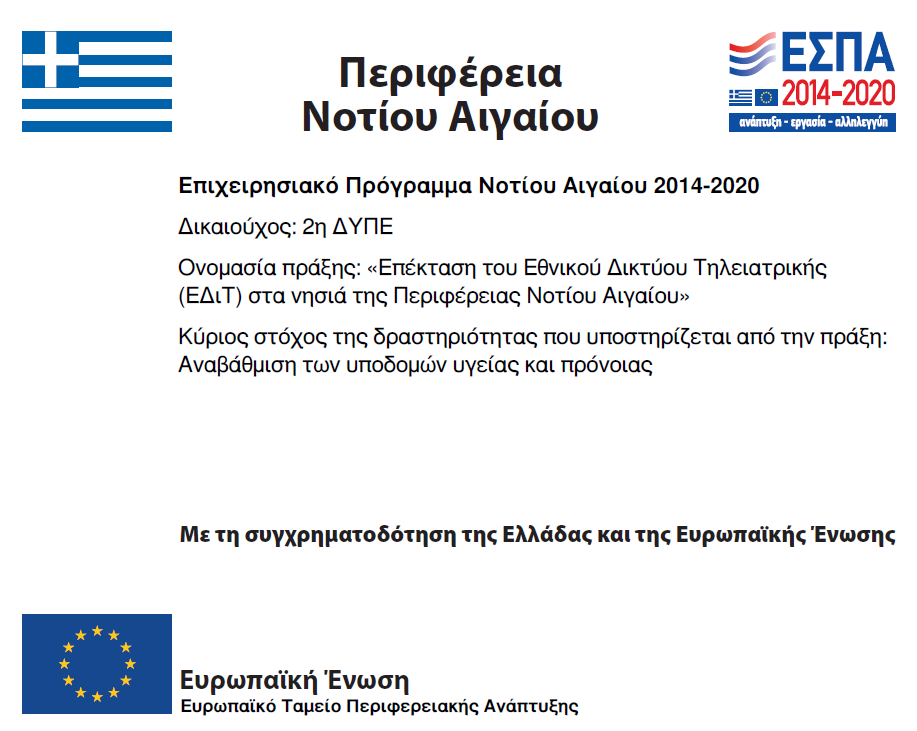 Περιφέρεια
Νοτίου Αιγαίου
ΕΣΠΑ
2014-2020
ανάπτυξη - εργασία - αλληλεγγύη
Επιχειρησιακό Πρόγραμμα Νοτίου Αιγαίου 2014-2020
Δικαιούχος: 2η ΔΥΠΕ
Ονομασία πράξης: «Επέκταση του Εθνικού Δικτύου Τηλειατρικής
(ΕΔιΤ) στα νησιά της Περιφέρειας Νοτίου Αιγαίου»
Κύριος στόχος της δραστηριότητας που υποστηρίζεται από την πράξη:
Αναβάθμιση των υποδομών υγείας και πρόνοιας
Με τη συγχρηματοδότηση της Ελλάδας και της Ευρωπαϊκής Ένωσης
Ευρωπαϊκή Ένωση
Ευρωπαϊκό Ταμείο Περιφερειακής Ανάπτυξης